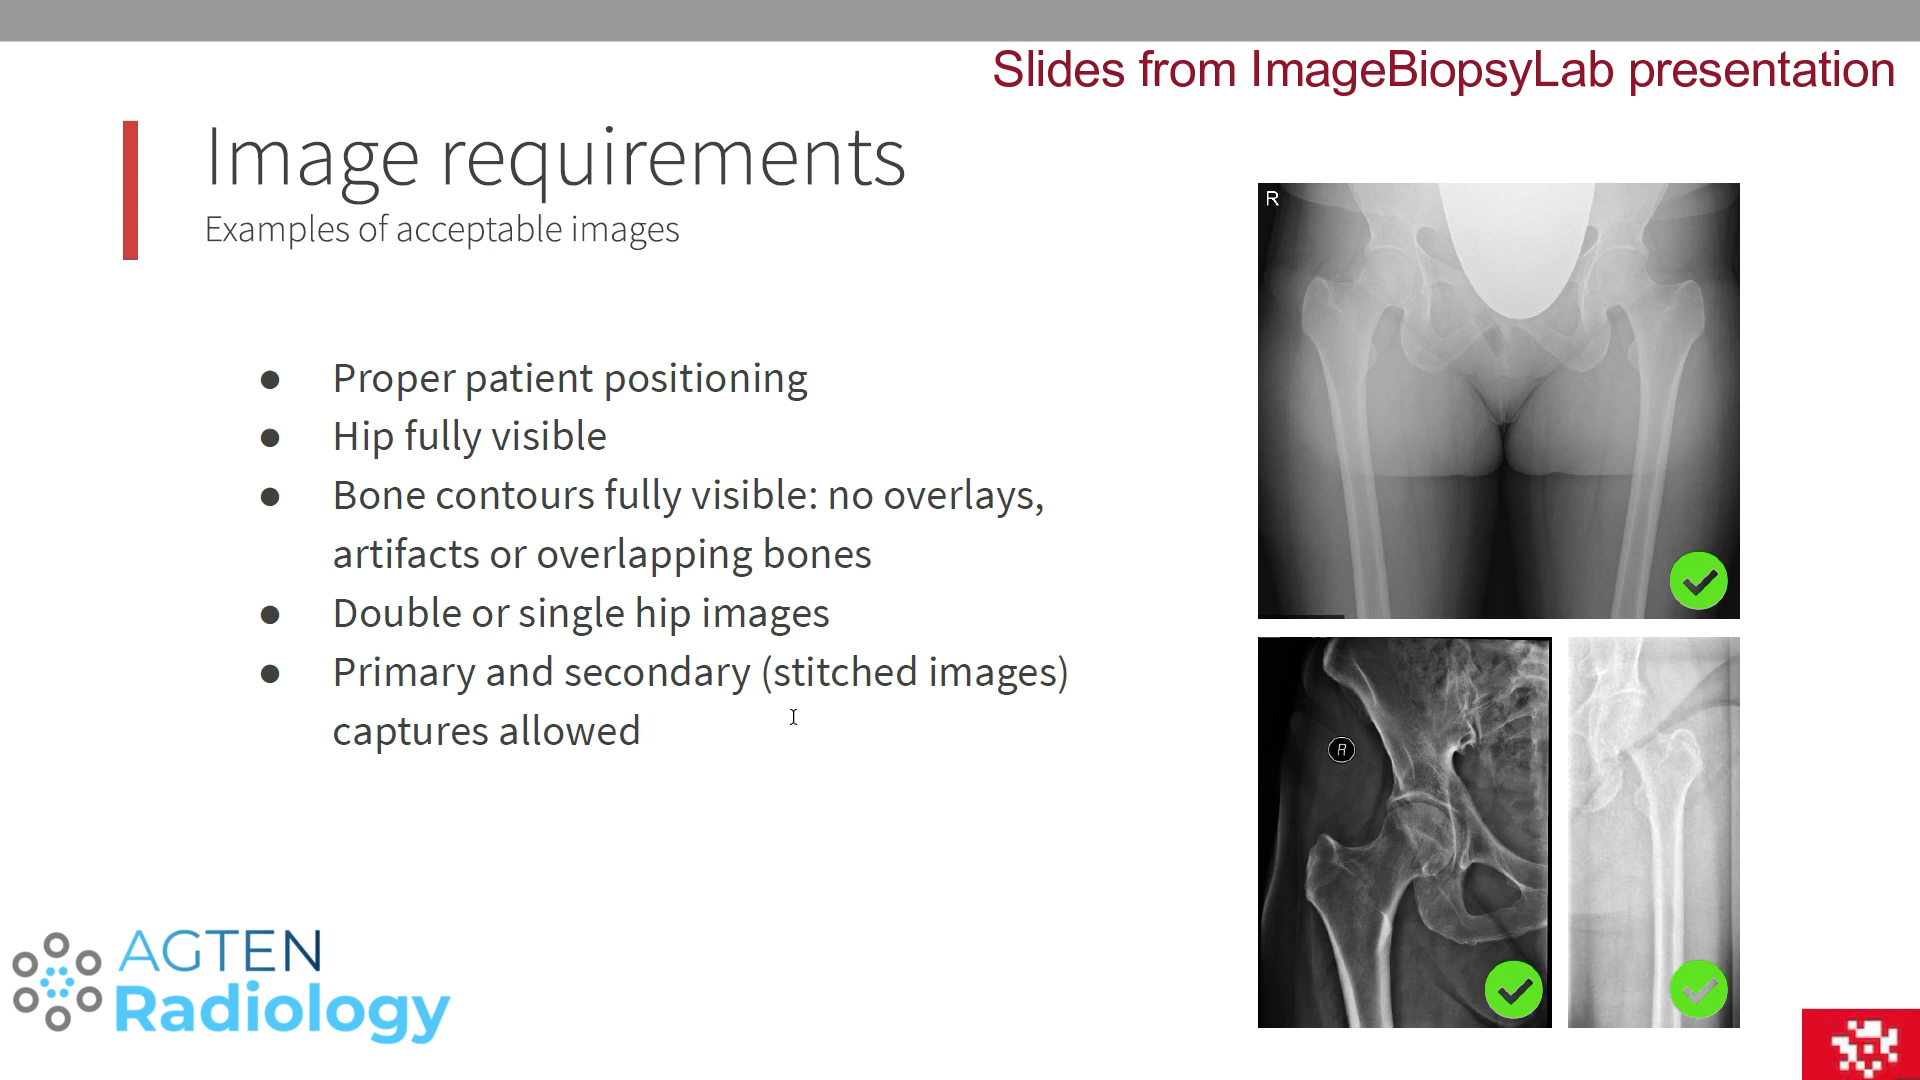 Slides from ImageBiopsyLab presentation
Image requirements
Examples of acceptable images
● Proper patient positioning
● Hip fully visible
● Bone contours fully visible: no overlays,
artifacts or overlapping bones
● Double or single hip images
● Primary and secondary (stitched images)
captures allowed
R
R
AGTEN
Radiology